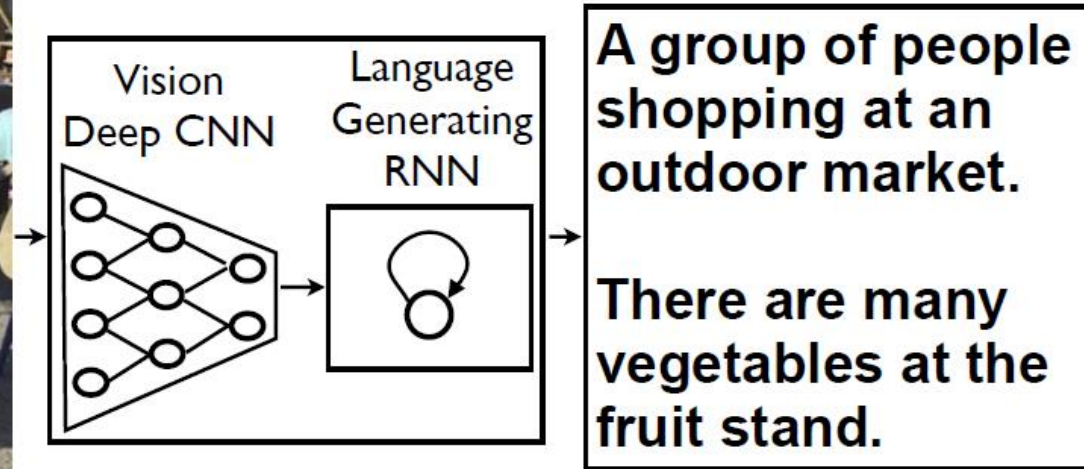 Vision
Deep CNN
Language
Generating
RNN
A group of people
shopping at an
outdoor market.
There are many
vegetables at the
fruit stand.